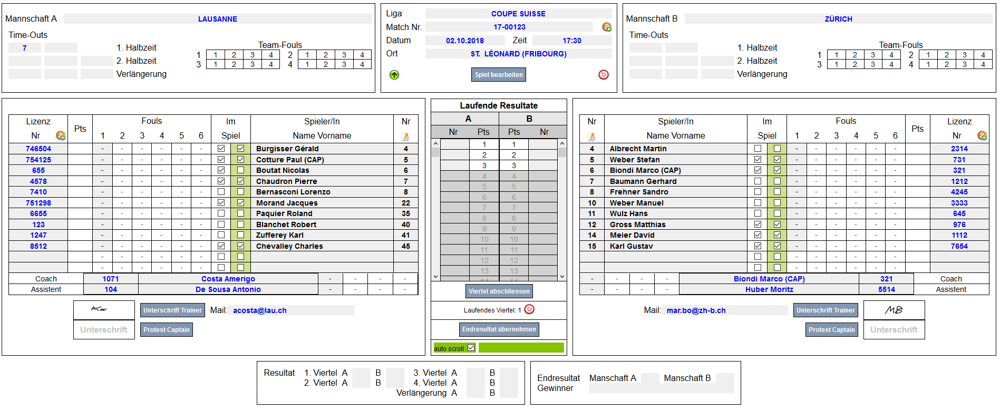 Mannschaft A LAUSANNE
Time-Outs
7
1. Halbzeit
2. Halbzeit
Verlängerung
Team-Fouls
1 1 2 3 4 2 1 2 3 4
3 1 2 3 4 4 1 2 3 4
Liga COUPE SUISSE
Match Nr. 17-00123
Datum 02.10.2018 Zeit 17:30
Ort ST. LÉONARD (FRIBOURG)
Spiel bearbeiten
Mannschaft B ZÜRICH
Time-Outs
1. Halbzeit
2. Halbzeit
Verlängerung
Team-Fouls
1 1 2 3 4 2 1 2 3 4
3 1 2 3 4 4 1 2 3 4
Lizenz Pts Fouls Im Spieler/In Nr
Nr 1 2 3 4 5 6 Spiel Name Vorname
746504 - - - - - - Burgisser Gérald 4
754125 - - - - - - Cotture Paul (CAP) 5
655 - - - - - - Boutat Nicolas 6
4578 - - - - - - Chaudron Pierre 7
7410 - - - - - - Bernasconi Lorenzo 8
751298 - - - - - - Morand Jacques 22
6655 - - - - - - Paquier Roland 35
123 - - - - - - Blanchet Robert 40
1247 - - - - - - Zufferey Karl 41
8512 - - - - - - Chevalley Charles 45
- - - - - -
- - - - - -
Coach 1071 Costa Amerigo - - - -
Assistent 104 De Sousa Antonio - - - -
Unterschrift Trainer Mail: acosta@lau.ch
Unterschrift Protest Captain
Laufende Resultate
A B
Nr Pts Pts Nr
1 1
2 2
3 3
4 4
5 5
6 6
7 7
8 8
9 9
10 10
11 11
12 12
13 13
14 14
Viertel abschliessen
Laufendes Viertel: 1
Endresultat übernehmen
auto scroll
Nr Spieler/In Im Fouls Pts Lizenz
Name Vorname Spiel 1 2 3 4 5 6 Nr
4 Albrecht Martin - - - - - - 2314
5 Weber Stefan - - - - - - 731
6 Biondi Marco (CAP) - - - - - - 321
7 Baumann Gerhard - - - - - - 1212
8 Frehner Sandro - - - - - - 4245
10 Weber Manuel - - - - - - 3333
11 Wulz Hans - - - - - - 645
12 Gross Matthias - - - - - - 976
14 Meier David - - - - - - 1112
15 Karl Gustav - - - - - - 7654
- - - - - -
- - - - - -
- - - - Biondi Marco (CAP) 321 Coach
- - - - Huber Moritz 5514 Assistent
Mail: mar.bo@zh-b.ch Unterschrift Trainer MB
Protest Captain Unterschrift
Resultat 1. Viertel A B 3. Viertel A B
2. Viertel A B 4. Viertel A B
Verlängerung A B
Endresultat Manschaft A Manschaft B
Gewinner